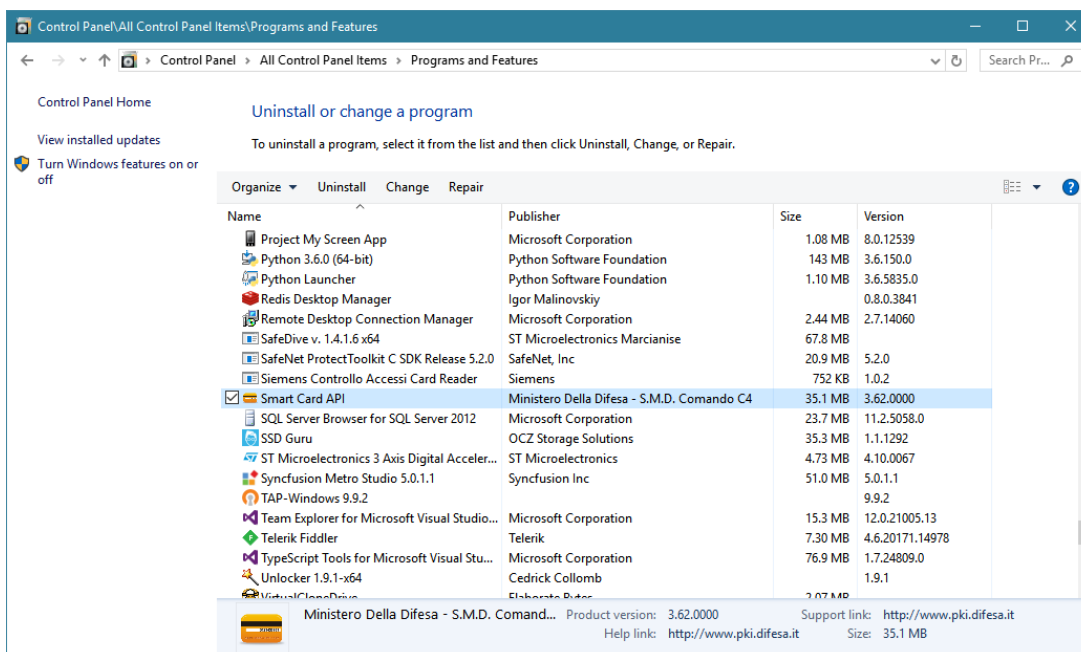 Control Panel\All Control Panel Items\Programs and Features
Control Panel > All Control Panel Items > Programs and Features
Search Pr...
Control Panel Home
View installed updates
Turn Windows features on or
off
Uninstall or change a program
To uninstall a program, select it from the list and then click Uninstall, Change, or Repair.
Organize Uninstall Change Repair
Name Publisher Size Version
Project My Screen App Microsoft Corporation 1.08 MB 8.0.12539
Python 3.6.0 (64-bit) Python Software Foundation 143 MB 3.6.150.0
Python Launcher Python Software Foundation 1.10 MB 3.6.5835.0
Redis Desktop Manager Igor Malinovskiy 0.8.0.3841
Remote Desktop Connection Manager Microsoft Corporation 2.44 MB 2.7.14060
SafeDive v. 1.4.1.6 x64 ST Microelectronics Marcianise 67.8 MB
SafeNet ProtectToolkit C SDK Release 5.2.0 SafeNet, Inc 20.9 MB 5.2.0
Siemens Controllo Accessi Card Reader Siemens 752 KB 1.0.2
Smart Card API Ministero Della Difesa - S.M.D. Comando C4 35.1 MB 3.62.0000
SQL Server Browser for SQL Server 2012 Microsoft Corporation 23.7 MB 11.2.5058.0
SSD Guru OCZ Storage Solutions 35.3 MB 1.1.1292
ST Microelectronics 3 Axis Digital Acceler... ST Microelectronics 4.73 MB 4.10.0067
Syncfusion Metro Studio 5.0.1.1 Syncfusion Inc 51.0 MB 5.0.1.1
TAP-Windows 9.9.2 9.9.2
Team Explorer for Microsoft Visual Studio... Microsoft Corporation 15.3 MB 12.0.21005.13
Telerik Fiddler Telerik 7.30 MB 4.6.20171.14978
TypeScript Tools for Microsoft Visual Stu... Microsoft Corporation 76.9 MB 1.7.24809.0
Unlocker 1.9.1-x64 Cedrick Collomb 1.9.1
VirtualCloneDrive Elaborate Bytes 2.07 MB
Ministero Della Difesa - S.M.D. Comand... Product version: 3.62.0000 Support link: http://www.pki.difesa.it
Help link: http://www.pki.difesa.it Size: 35.1 MB